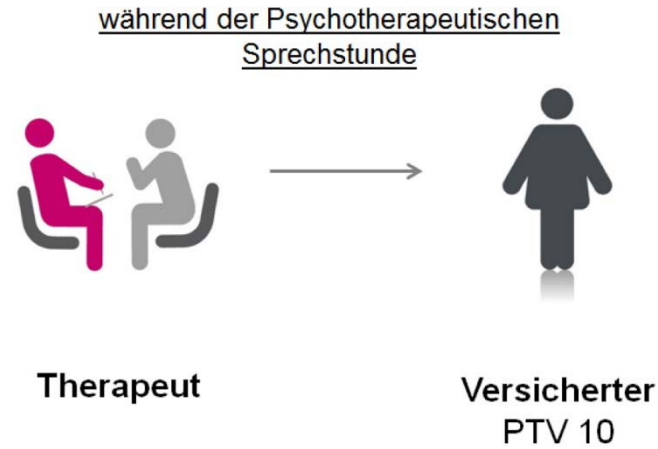 während der Psychotherapeutischen
Sprechstunde
Therapeut
Versicherter
PTV 10